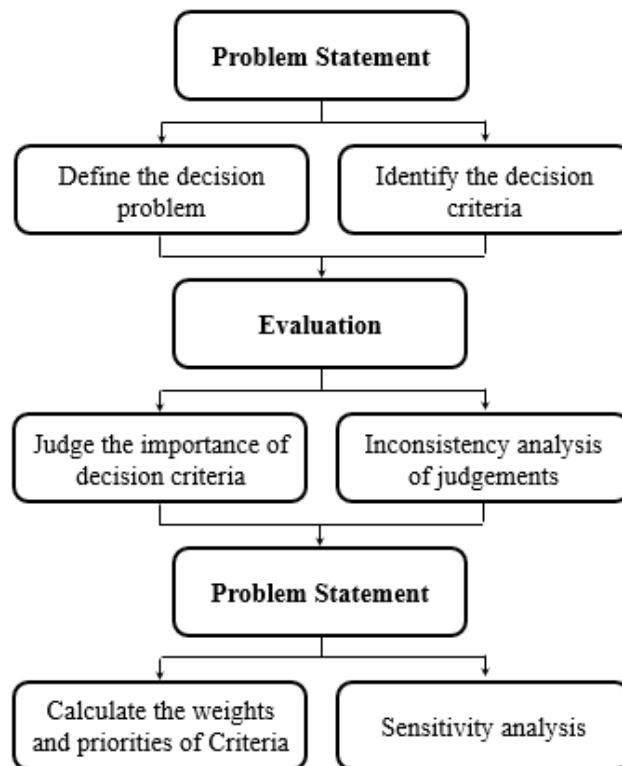 Problem Statement
Define the decision
problem
Identify the decision
criteria
Evaluation
Judge the importance of
decision criteria
Inconsistency analysis
of judgements
Problem Statement
Calculate the weights
and priorities of Criteria
Sensitivity analysis